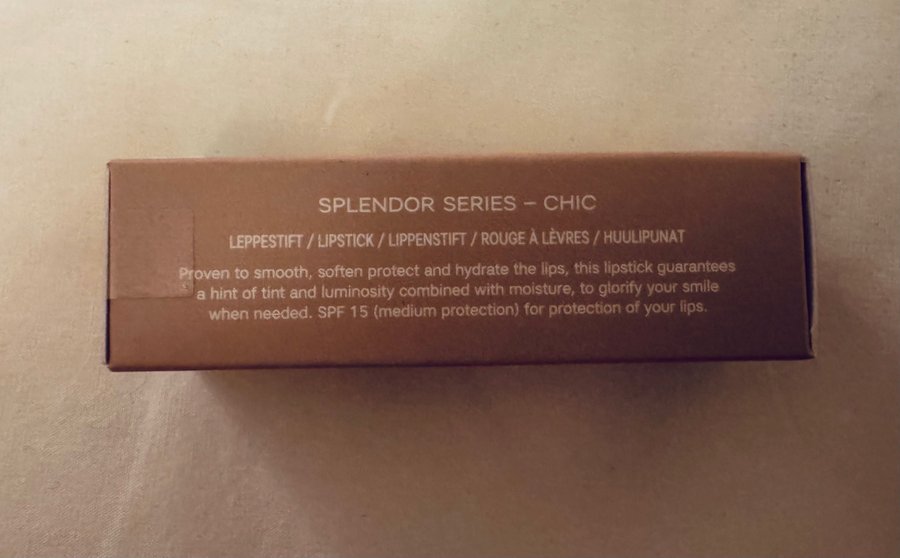 SPLENDOR SERIES – CHIC
LEPPESTIFT / LIPSTICK / LIPPENSTIFT / ROUGE À LÈVRES / HUULIPUNAT
Proven to smooth, soften protect and hydrate the lips, this lipstick guarantees
a hint of tint and luminosity combined with moisture, to glorify your smile
when needed. SPF 15 (medium protection) for protection of your lips.